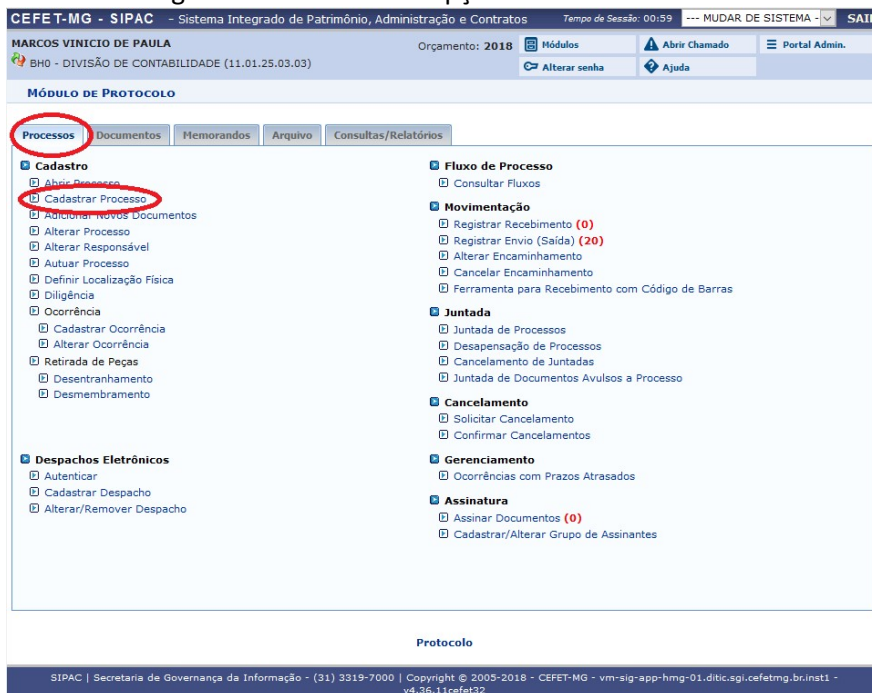 CEFET-MG - SIPAC - Sistema Integrado de Patrimônio, Administração e Contratos Tempo de Sessão: 00:59 --- MUDAR DE SISTEMA - SAIR
MARCOS VINICIO DE PAULA Orçamento: 2018 Módulos Abrir Chamado Portal Admin.
BH0 - DIVISÃO DE CONTABILIDADE (11.01.25.03.03) Alterar senha Ajuda
MÓDULO DE PROTOCOLO
Processos Documentos Memorandos Arquivo Consultas/Relatórios
Cadastro
Abrir Processo
Cadastrar Processo
Adicionar Novos Documentos
Alterar Processo
Alterar Responsável
Autuar Processo
Definir Localização Física
Diligência
Ocorrência
Cadastrar Ocorrência
Alterar Ocorrência
Retirada de Peças
Desentranhamento
Desmembramento
Despachos Eletrônicos
Autenticar
Cadastrar Despacho
Alterar/Remover Despacho
Fluxo de Processo
Consultar Fluxos
Movimentação
Registrar Recebimento (0)
Registrar Envio (Saída) (20)
Alterar Encaminhamento
Cancelar Encaminhamento
Ferramenta para Recebimento com Código de Barras
Juntada
Juntada de Processos
Desapensação de Processos
Cancelamento de Juntadas
Juntada de Documentos Avulsos a Processo
Cancelamento
Solicitar Cancelamento
Confirmar Cancelamentos
Gerenciamento
Ocorrências com Prazos Atrasados
Assinatura
Assinar Documentos (0)
Cadastrar/Alterar Grupo de Assinantes
Protocolo
SIPAC | Secretaria de Governança da Informação - (31) 3319-7000 | Copyright © 2005-2018 - CEFET-MG - vm-sig-app-hmg-01.ditic.sgi.cefetmg.br.inst1 -
v4.36.11cefet32